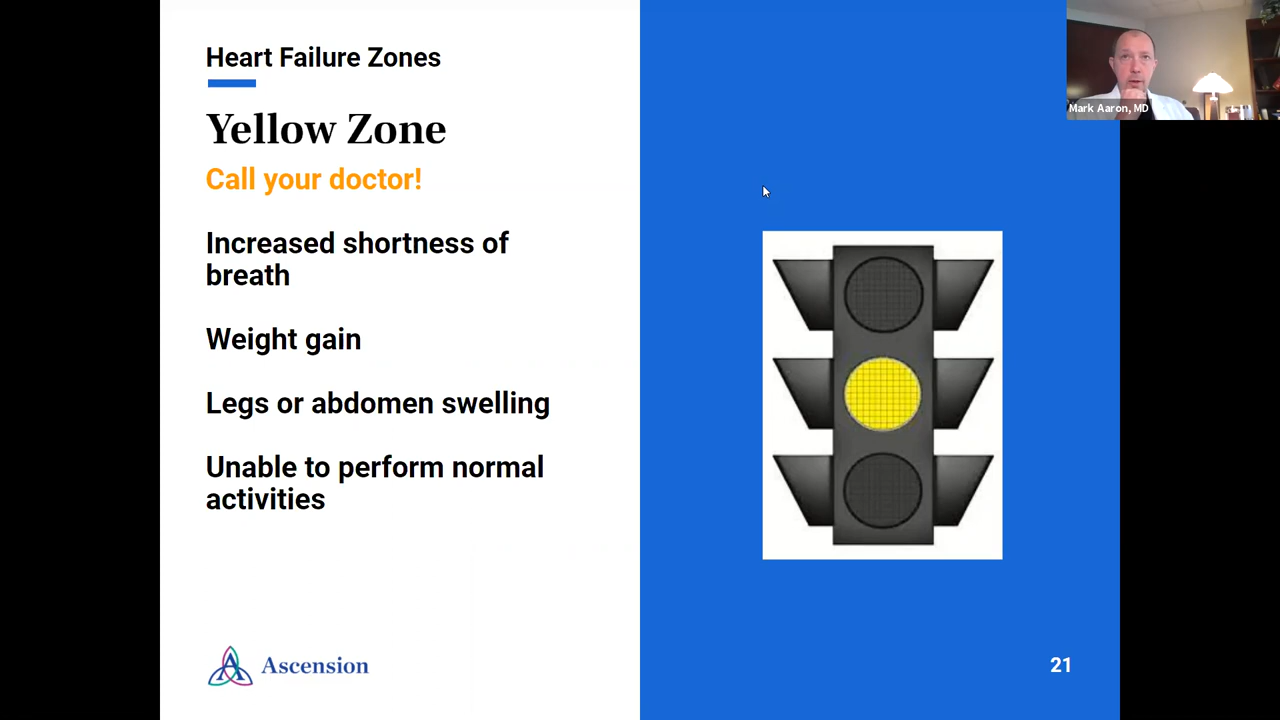 Heart Failure Zones
Yellow Zone
Call your doctor!
Increased shortness of
breath
Weight gain
Legs or abdomen swelling
Unable to perform normal
activities
Ascension
21
Mark Aaron, MD